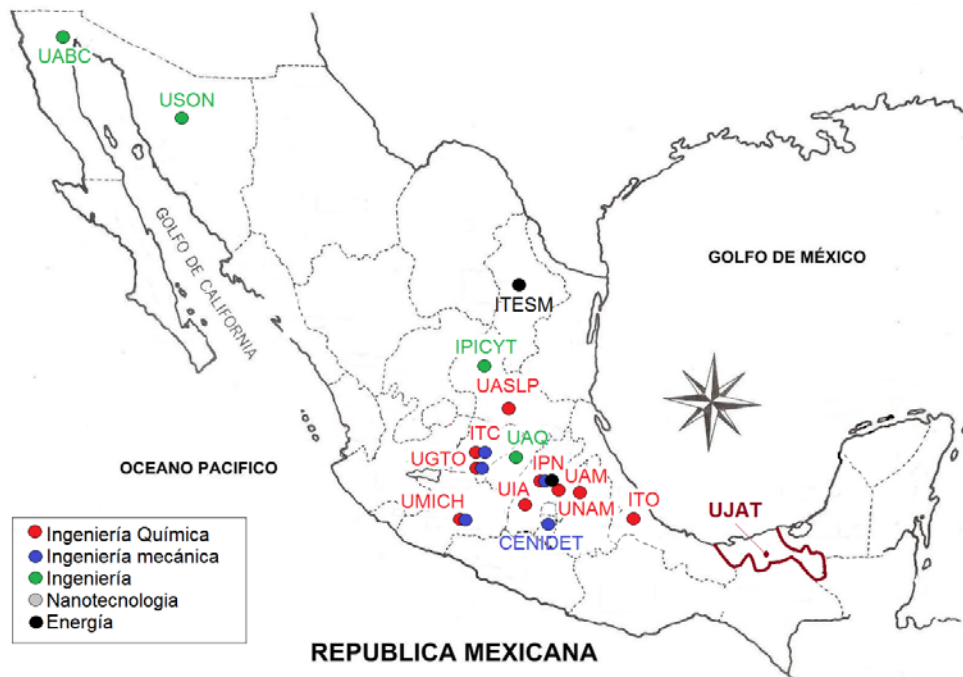 UABC
USON
GOLFO DE CALIFORNIA
GOLFO DE MÉXICO
ITESM
IPICYT
UASLP
ITC
UAQ
OCEANO PACIFICO
UGTO
IPN
UAM
UIA
UMICH
UNAM
ITO
UJAT
CENIDET
Ingeniería Química
Ingeniería mecánica
Ingeniería
Nanotecnologia
Energía
REPUBLICA MEXICANA